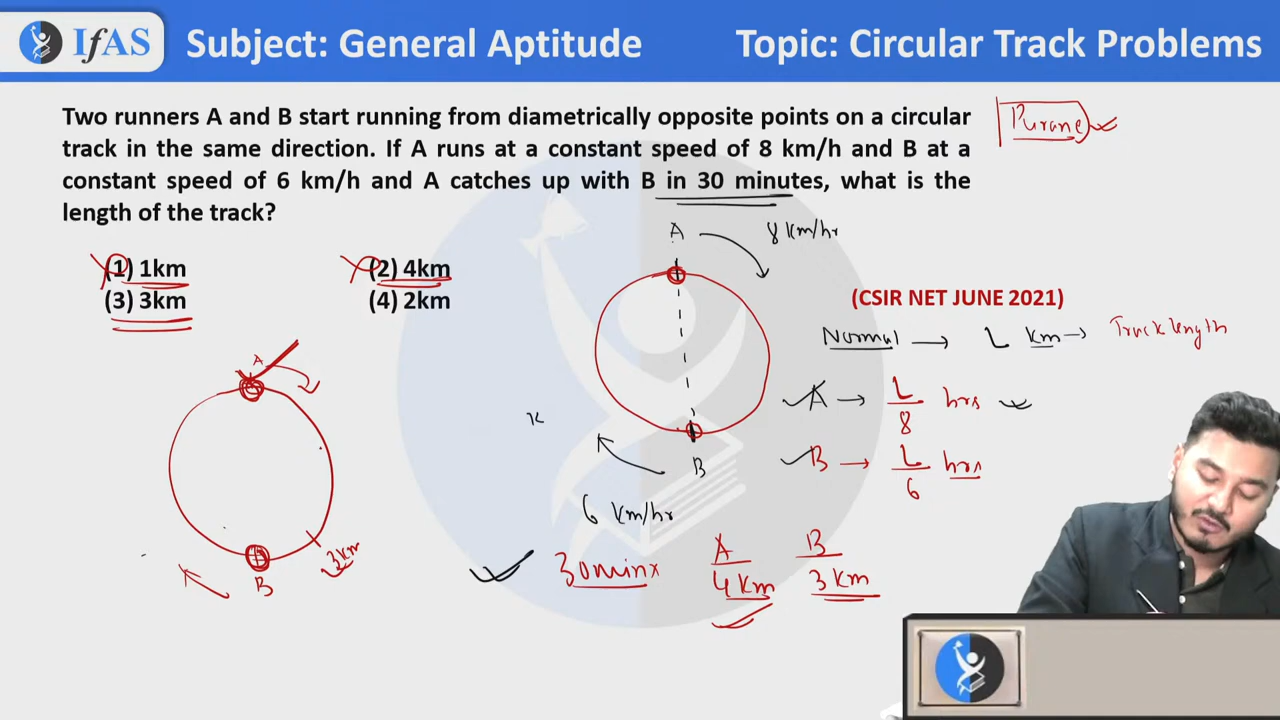 IfAS
Subject: General Aptitude
Topic: Circular Track Problems
Two runners A and B start running from diametrically opposite points on a circular
track in the same direction. If A runs at a constant speed of 8 km/h and B at a
constant speed of 6 km/h and A catches up with B in 30 minutes, what is the
length of the track?
Purane
(1) 1km
(2) 4km
(3) 3km
(4) 2km
A
8 km/hr
(CSIR NET JUNE 2021)
Normal → L km → Track length
A → L/8 hrs
B → L/6 hrs
B
6 km/hr
K
A
B
3km
30min
A
4 km
B
3 km